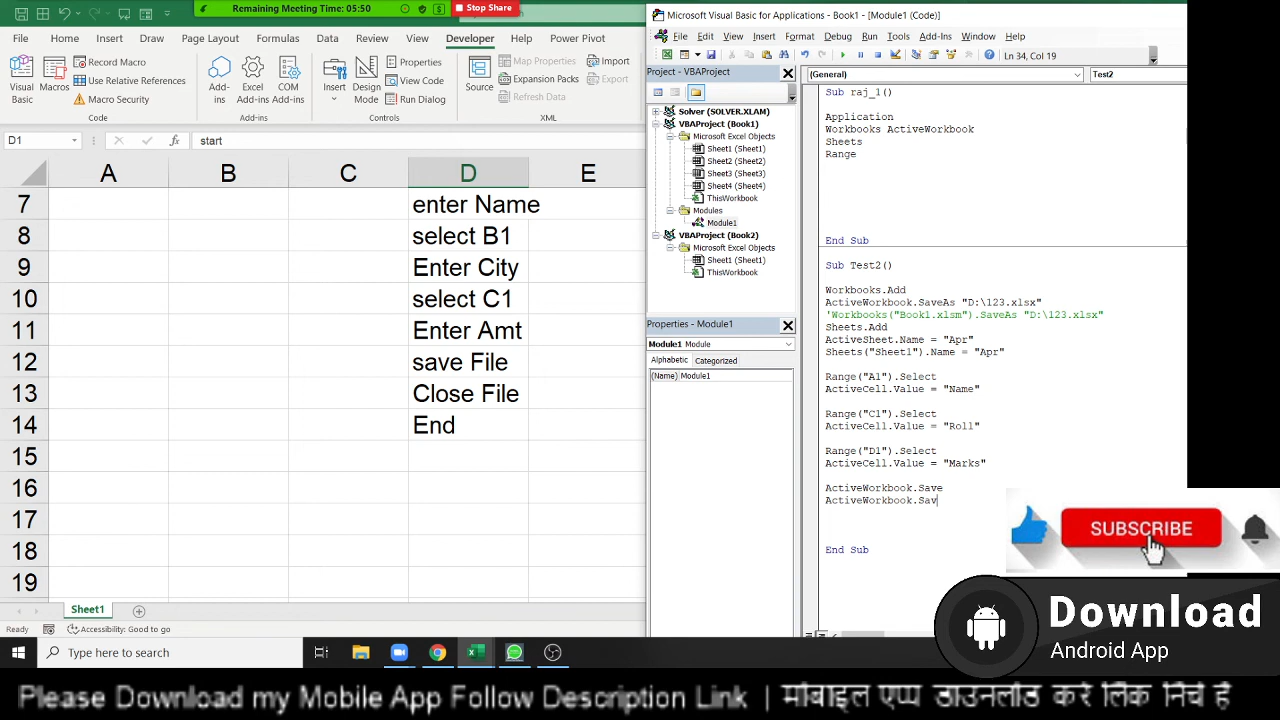 Remaining Meeting Time: 05:50
Stop Share
File Home Insert Draw Page Layout Formulas Data Review View Developer Help Power Pivot
Visual Basic
Macros
Record Macro
Use Relative References
Macro Security
Code
Add-ins
Excel Add-ins
COM Add-ins
Add-ins
Insert
Design Mode
Properties
View Code
Run Dialog
Controls
Source
Map Properties
Expansion Packs
Refresh Data
Import
Export
XML
D1
fx
start
A B C D E
7 enter Name
8 select B1
9 Enter City
10 select C1
11 Enter Amt
12 save File
13 Close File
14 End
15
16
17
18
19
Sheet1
Ready
Accessibility: Good to go
Type here to search
Microsoft Visual Basic for Applications - Book1 - [Module1 (Code)]
File Edit View Insert Format Debug Run Tools Add-Ins Window Help
Ln 34, Col 19
Project - VBAProject
Solver (SOLVER.XLAM)
VBAProject (Book1)
Microsoft Excel Objects
Sheet1 (Sheet1)
Sheet2 (Sheet2)
Sheet3 (Sheet3)
Sheet4 (Sheet4)
ThisWorkbook
Modules
Module1
VBAProject (Book2)
Microsoft Excel Objects
Sheet1 (Sheet1)
ThisWorkbook
Properties - Module1
Module1 Module
Alphabetic Categorized
(Name) Module1
(General)
Test2
Sub raj_1()
Application
Workbooks ActiveWorkbook
Sheets
Range
End Sub
Sub Test2()
Workbooks.Add
ActiveWorkbook.SaveAs "D:\123.xlsx"
'Workbooks("Book1.xlsm").SaveAs "D:\123.xlsx"
Sheets.Add
ActiveSheet.Name = "Apr"
Sheets("Sheet1").Name = "Apr"
Range("A1").Select
ActiveCell.Value = "Name"
Range("C1").Select
ActiveCell.Value = "Roll"
Range("D1").Select
ActiveCell.Value = "Marks"
ActiveWorkbook.Save
ActiveWorkbook.Sav
End Sub
SUBSCRIBE
Download
Android App
Please Download my Mobile App Follow Description Link | मोबाइल एप्प डाउनलोड करे लिंक निचे है